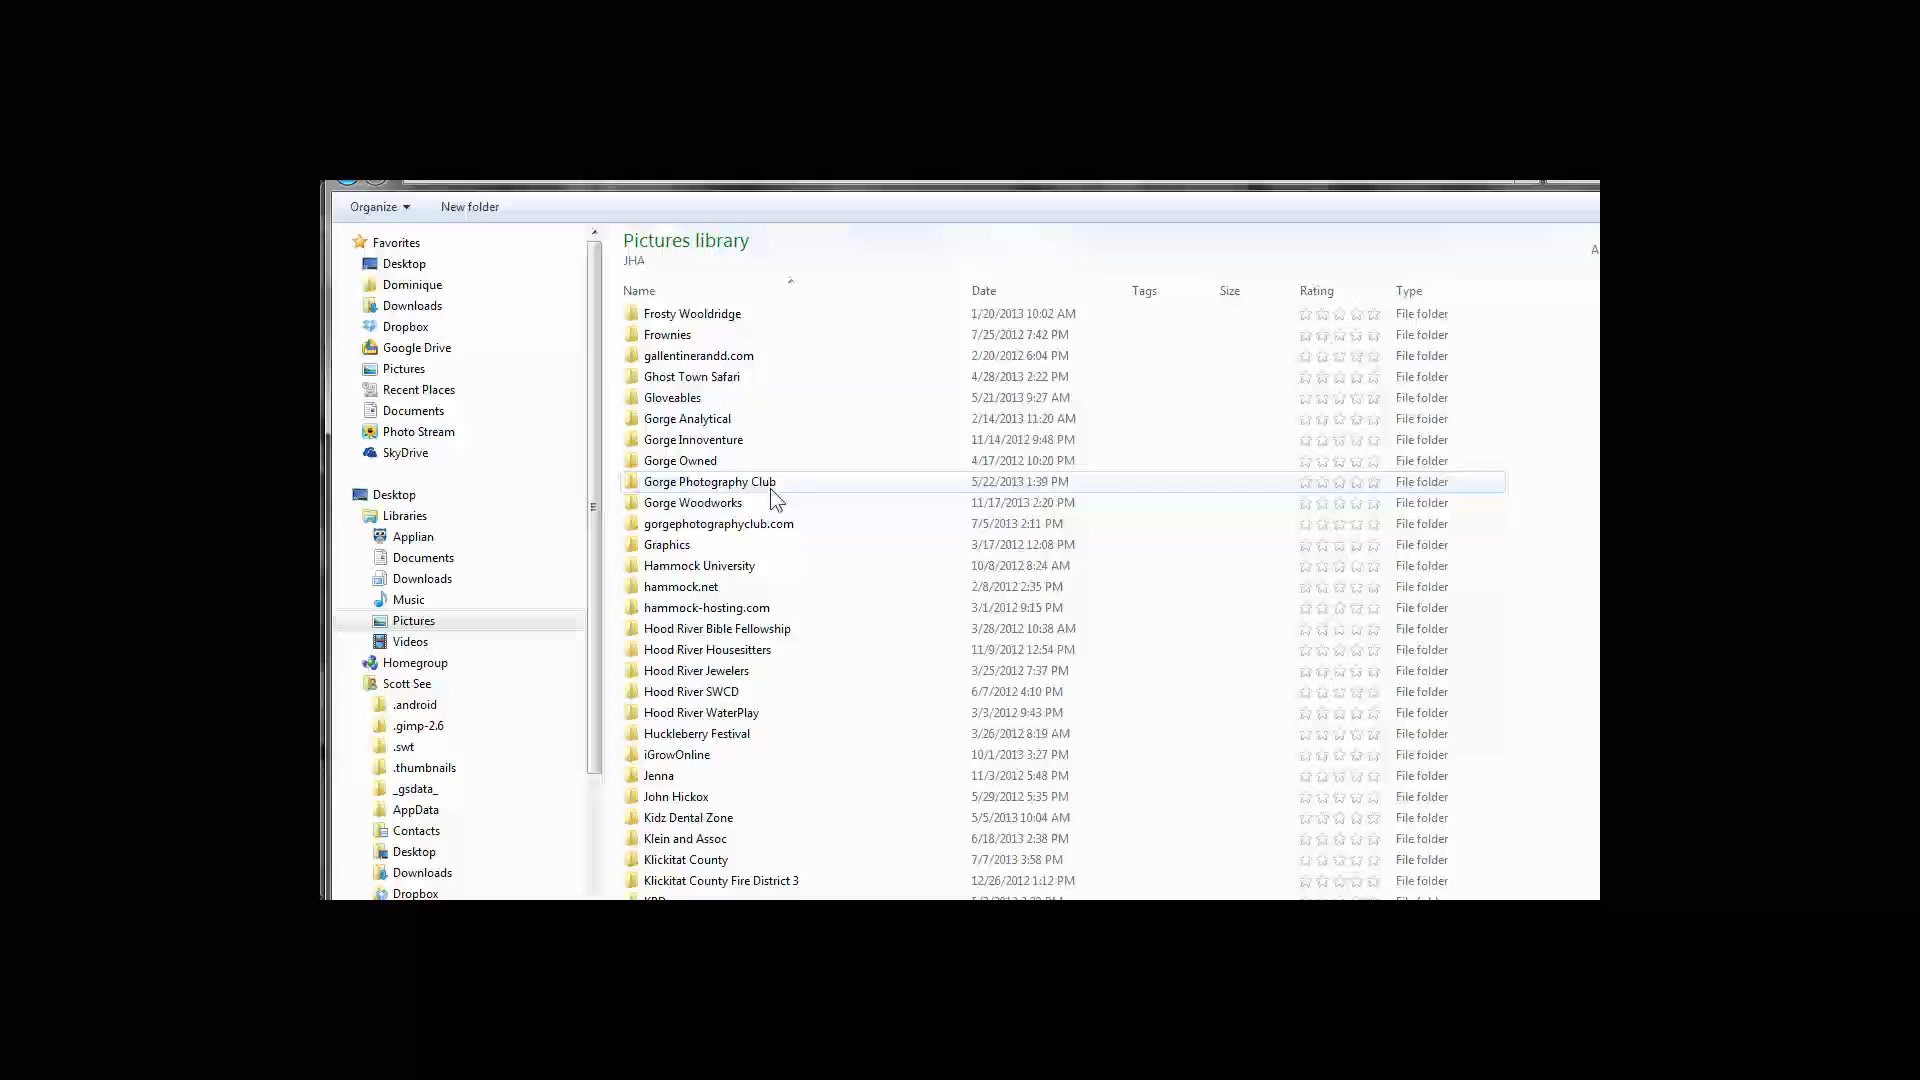 Organize New folder
Favorites
Desktop
Dominique
Downloads
Dropbox
Google Drive
Pictures
Recent Places
Documents
Photo Stream
SkyDrive
Desktop
Libraries
Applian
Documents
Downloads
Music
Pictures
Videos
Homegroup
Scott See
.android
.gimp-2.6
.swt
.thumbnails
_gsdata_
AppData
Contacts
Desktop
Downloads
Dropbox
Pictures library
JHA
A
Name Date Tags Size Rating Type
Frosty Wooldridge 1/20/2013 10:02 AM File folder
Frownies 7/25/2012 7:42 PM File folder
gallentinerandd.com 2/20/2012 6:04 PM File folder
Ghost Town Safari 4/28/2013 2:22 PM File folder
Gloveables 5/21/2013 9:27 AM File folder
Gorge Analytical 2/14/2013 11:20 AM File folder
Gorge Innoventure 11/14/2012 9:48 PM File folder
Gorge Owned 4/17/2012 10:20 PM File folder
Gorge Photography Club 5/22/2013 1:39 PM File folder
Gorge Woodworks 11/17/2013 2:20 PM File folder
gorgephotographyclub.com 7/5/2013 2:11 PM File folder
Graphics 3/17/2012 12:08 PM File folder
Hammock University 10/8/2012 8:24 AM File folder
hammock.net 2/8/2012 2:35 PM File folder
hammock-hosting.com 3/1/2012 9:15 PM File folder
Hood River Bible Fellowship 3/28/2012 10:38 AM File folder
Hood River Housesitters 11/9/2012 12:54 PM File folder
Hood River Jewelers 3/25/2012 7:37 PM File folder
Hood River SWCD 6/7/2012 4:10 PM File folder
Hood River WaterPlay 3/3/2012 9:43 PM File folder
Huckleberry Festival 3/26/2012 8:19 AM File folder
iGrowOnline 10/1/2013 3:27 PM File folder
Jenna 11/3/2012 5:48 PM File folder
John Hickox 5/29/2012 5:35 PM File folder
Kidz Dental Zone 5/5/2013 10:04 AM File folder
Klein and Assoc 6/18/2013 2:38 PM File folder
Klickitat County 7/7/2013 3:58 PM File folder
Klickitat County Fire District 3 12/26/2012 1:12 PM File folder